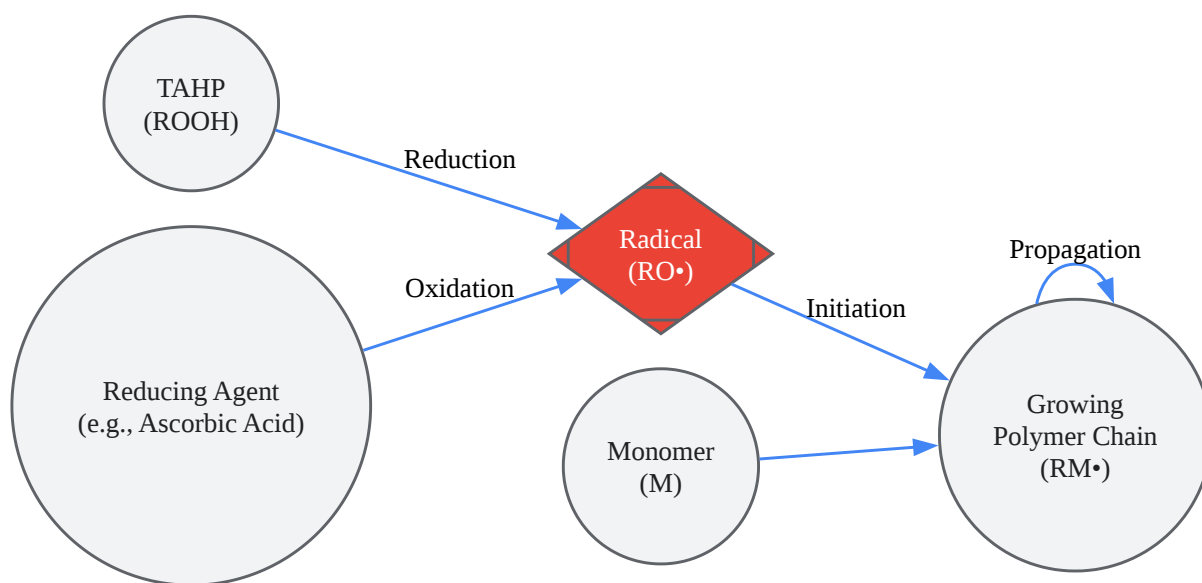 TAHP
(ROOH)
Reduction
Radical
(RO•)
Propagation
Oxidation
Initiation
Reducing Agent
(e.g., Ascorbic Acid)
Monomer
(M)
Growing
Polymer Chain
(RM•)